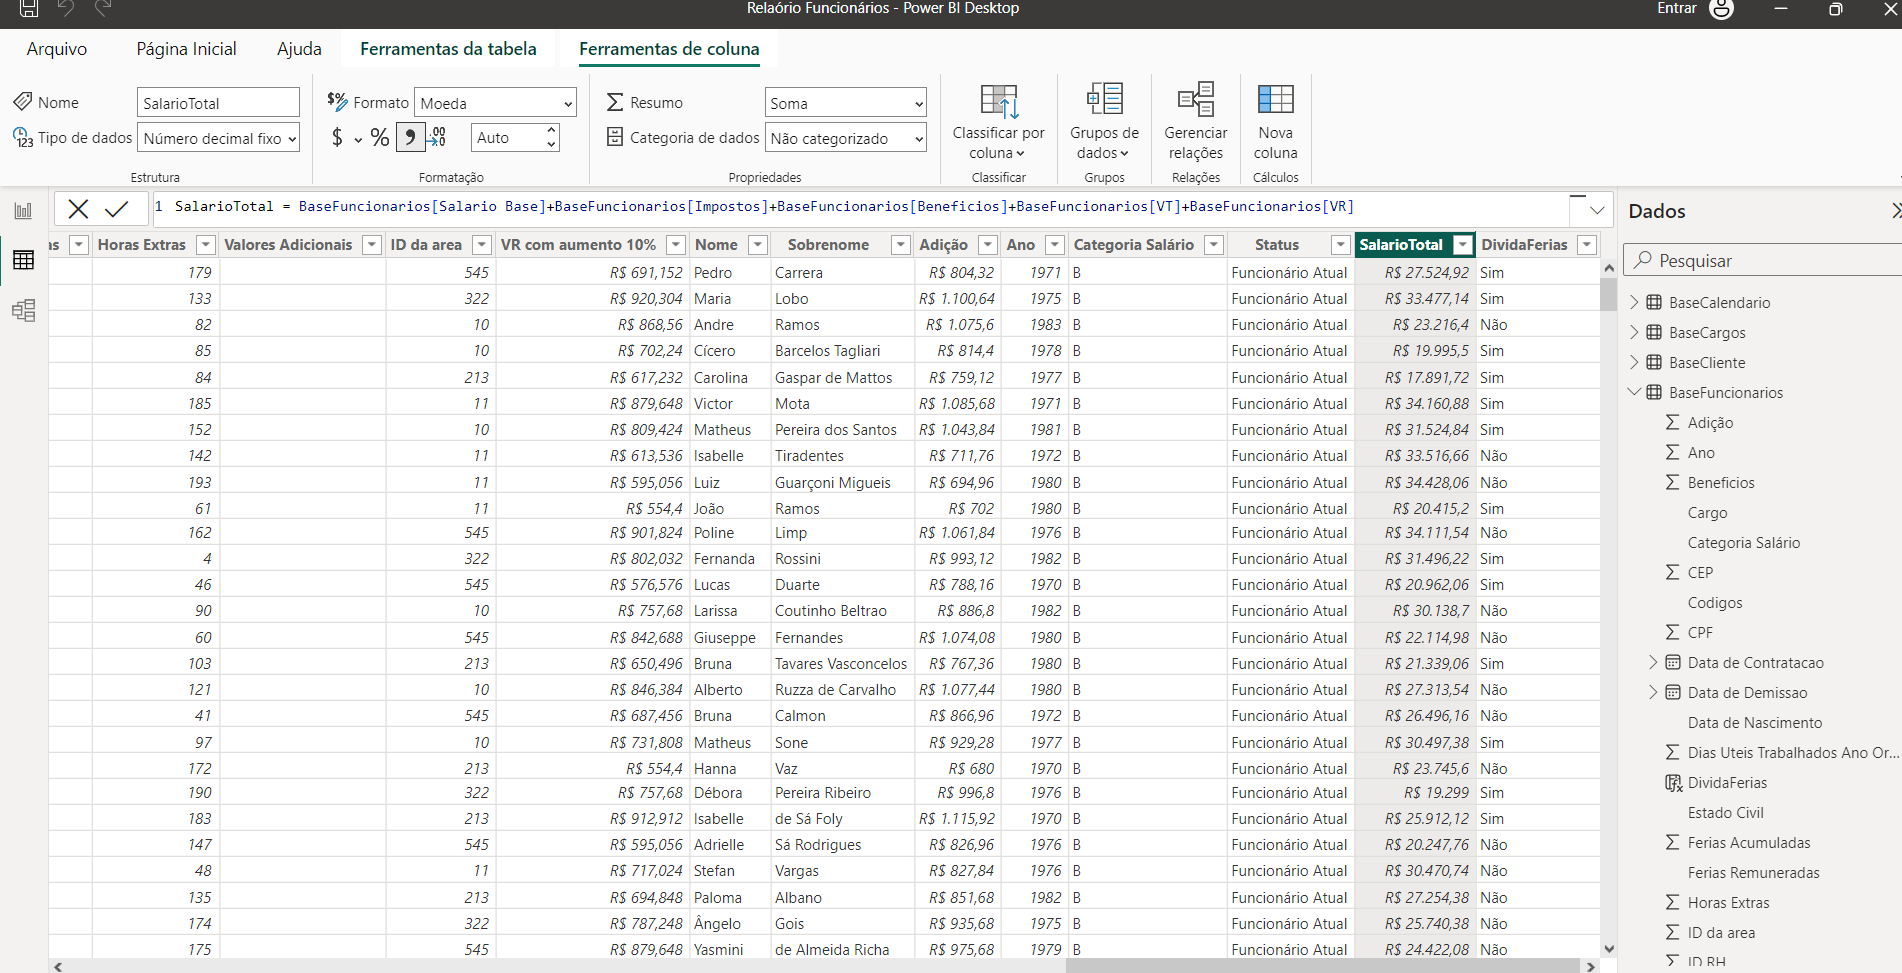 Relaório Funcionários - Power BI Desktop
Entrar
Arquivo Página Inicial Ajuda Ferramentas da tabela Ferramentas de coluna
Nome SalarioTotal $% Formato Moeda Resumo Soma
Tipo de dados Número decimal fixo $ % 9 .00 Auto Categoria de dados Não categorizado
Classificar por coluna
Grupos de dados
Gerenciar relações
Nova coluna
Estrutura Formatação Propriedades Classificar Grupos Relações Cálculos
1 SalarioTotal = BaseFuncionarios[Salario Base]+BaseFuncionarios[Impostos]+BaseFuncionarios[Beneficios]+BaseFuncionarios[VT]+BaseFuncionarios[VR]
as Horas Extras Valores Adicionais ID da area VR com aumento 10% Nome Sobrenome Adição Ano Categoria Salário Status SalarioTotal DividaFerias
179 545 R$ 691,152 Pedro Carrera R$ 804,32 1971 B Funcionário Atual R$ 27.524,92 Sim
133 322 R$ 920,304 Maria Lobo R$ 1.100,64 1975 B Funcionário Atual R$ 33.477,14 Sim
82 10 R$ 868,56 Andre Ramos R$ 1.075,6 1983 B Funcionário Atual R$ 23.216,4 Não
85 10 R$ 702,24 Cícero Barcelos Tagliari R$ 814,4 1978 B Funcionário Atual R$ 19.995,5 Sim
84 213 R$ 617,232 Carolina Gaspar de Mattos R$ 759,12 1977 B Funcionário Atual R$ 17.891,72 Sim
185 11 R$ 879,648 Victor Mota R$ 1.085,68 1971 B Funcionário Atual R$ 34.160,88 Sim
152 10 R$ 809,424 Matheus Pereira dos Santos R$ 1.043,84 1981 B Funcionário Atual R$ 31.524,84 Sim
142 11 R$ 613,536 Isabelle Tiradentes R$ 711,76 1972 B Funcionário Atual R$ 33.516,66 Não
193 11 R$ 595,056 Luiz Guarçoni Migueis R$ 694,96 1980 B Funcionário Atual R$ 34.428,06 Não
61 11 R$ 554,4 João Ramos R$ 702 1980 B Funcionário Atual R$ 20.415,2 Sim
162 545 R$ 901,824 Poline Limp R$ 1.061,84 1976 B Funcionário Atual R$ 34.111,54 Não
4 322 R$ 802,032 Fernanda Rossini R$ 993,12 1982 B Funcionário Atual R$ 31.496,22 Sim
46 545 R$ 576,576 Lucas Duarte R$ 788,16 1970 B Funcionário Atual R$ 20.962,06 Sim
90 10 R$ 757,68 Larissa Coutinho Beltrao R$ 886,8 1982 B Funcionário Atual R$ 30.138,7 Não
60 545 R$ 842,688 Giuseppe Fernandes R$ 1.074,08 1980 B Funcionário Atual R$ 22.114,98 Não
103 213 R$ 650,496 Bruna Tavares Vasconcelos R$ 767,36 1980 B Funcionário Atual R$ 21.339,06 Sim
121 10 R$ 846,384 Alberto Ruzza de Carvalho R$ 1.077,44 1980 B Funcionário Atual R$ 27.313,54 Não
41 545 R$ 687,456 Bruna Calmon R$ 866,96 1972 B Funcionário Atual R$ 26.496,16 Não
97 10 R$ 731,808 Matheus Sone R$ 929,28 1977 B Funcionário Atual R$ 30.497,38 Sim
172 213 R$ 554,4 Hanna Vaz R$ 680 1970 B Funcionário Atual R$ 23.745,6 Não
190 322 R$ 757,68 Débora Pereira Ribeiro R$ 996,8 1976 B Funcionário Atual R$ 19.299 Sim
183 213 R$ 912,912 Isabelle de Sá Foly R$ 1.115,92 1970 B Funcionário Atual R$ 25.912,12 Sim
147 545 R$ 595,056 Adrielle Sá Rodrigues R$ 826,96 1976 B Funcionário Atual R$ 20.247,76 Não
48 11 R$ 717,024 Stefan Vargas R$ 827,84 1976 B Funcionário Atual R$ 30.470,74 Não
135 213 R$ 694,848 Paloma Albano R$ 851,68 1982 B Funcionário Atual R$ 27.254,38 Não
174 322 R$ 787,248 Ângelo Gois R$ 935,68 1975 B Funcionário Atual R$ 25.740,38 Não
175 545 R$ 879,648 Yasmini de Almeida Richa R$ 975,68 1979 B Funcionário Atual R$ 24.422,08 Não
Dados
Pesquisar
BaseCalendario
BaseCargos
BaseCliente
BaseFuncionarios
Adição
Ano
Beneficios
Cargo
Categoria Salário
CEP
Codigos
CPF
Data de Contratacao
Data de Demissao
Data de Nascimento
Dias Uteis Trabalhados Ano Or...
DividaFerias
Estado Civil
Ferias Acumuladas
Ferias Remuneradas
Horas Extras
ID da area
ID RH